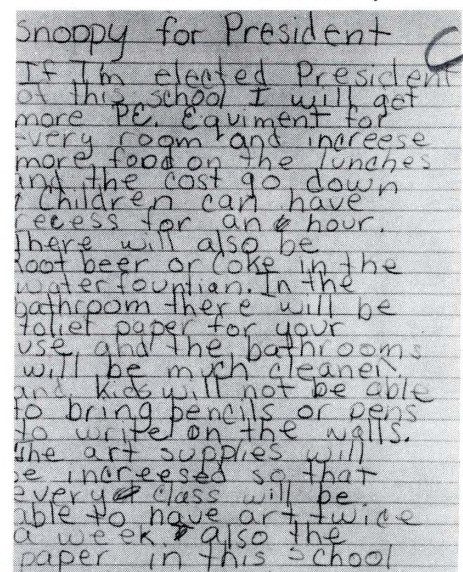 Snoopy for President
C
If I'm elected President
of this school I will get
more P.E. Equiment for
every room and increese
more food on the lunches
and the cost go down
Children can have
recess for an hour.
There will also be
Root beer or Coke in the
waterfountian. In the
bathroom there will be
toliet paper for your
use, and the bathrooms
will be much cleaner.
and kids will not be able
to bring pencils or pens
to write on the walls.
The art supplies will
be increesed so that
every class will be
able to have art twice
a week. also the
paper in this school